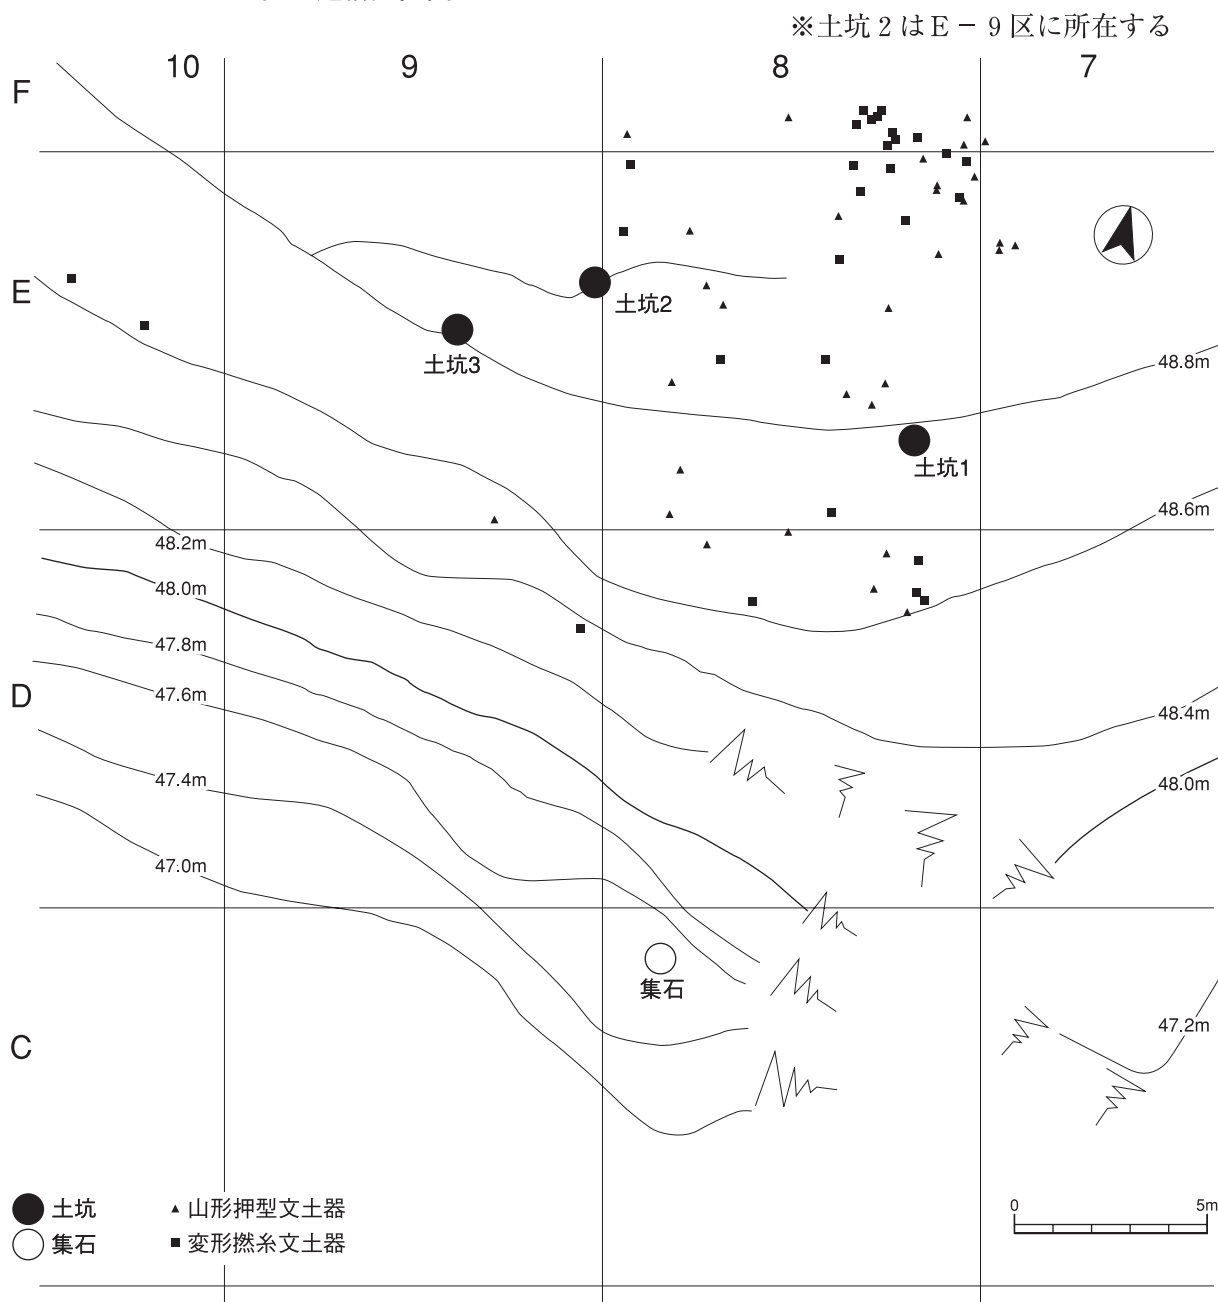 ※土坑2はE－9区に所在する
10 9 8 7
F
E
土坑2
土坑3
48.8m
土坑1
48.6m
48.2m
48.0m
47.8m
47.6m
D
48.4m
47.4m
48.0m
47.0m
集石
C
47.2m
土坑 ▲ 山形押型文土器
集石 ■ 変形撚糸文土器
0 5m